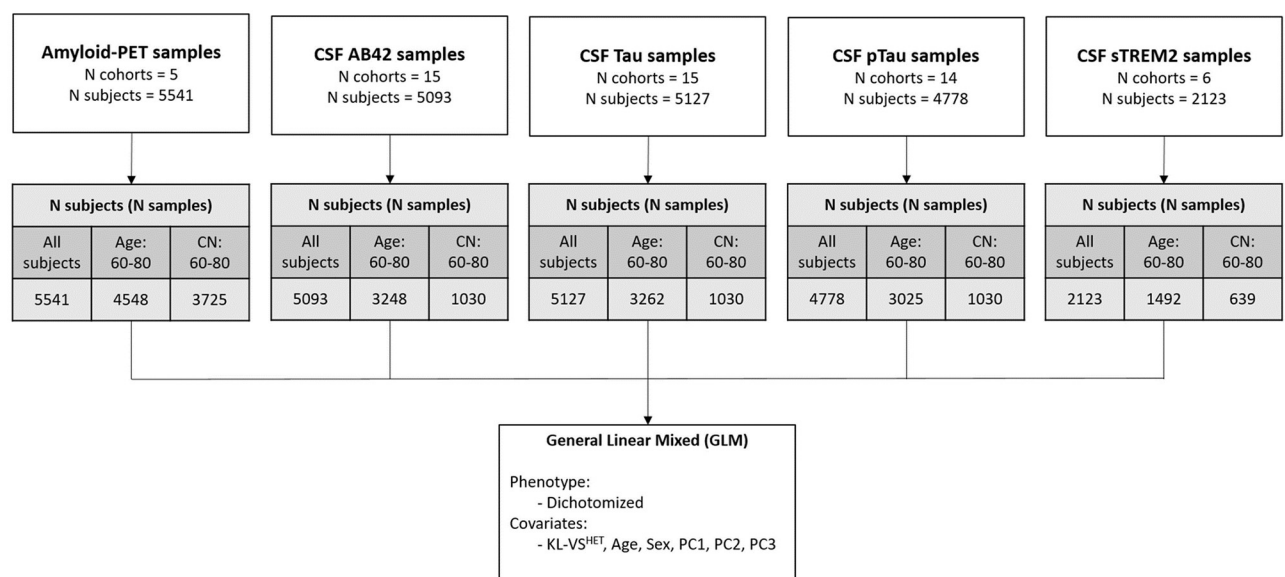 Amyloid-PET samples
N cohorts = 5
N subjects = 5541
CSF AB42 samples
N cohorts = 15
N subjects = 5093
CSF Tau samples
N cohorts = 15
N subjects = 5127
CSF pTau samples
N cohorts = 14
N subjects = 4778
CSF sTREM2 samples
N cohorts = 6
N subjects = 2123
N subjects (N samples)
All subjects Age: 60-80 CN: 60-80
5541 4548 3725
N subjects (N samples)
All subjects Age: 60-80 CN: 60-80
5093 3248 1030
N subjects (N samples)
All subjects Age: 60-80 CN: 60-80
5127 3262 1030
N subjects (N samples)
All subjects Age: 60-80 CN: 60-80
4778 3025 1030
N subjects (N samples)
All subjects Age: 60-80 CN: 60-80
2123 1492 639
General Linear Mixed (GLM)
Phenotype:
- Dichotomized
Covariates:
- KL-VSHET, Age, Sex, PC1, PC2, PC3